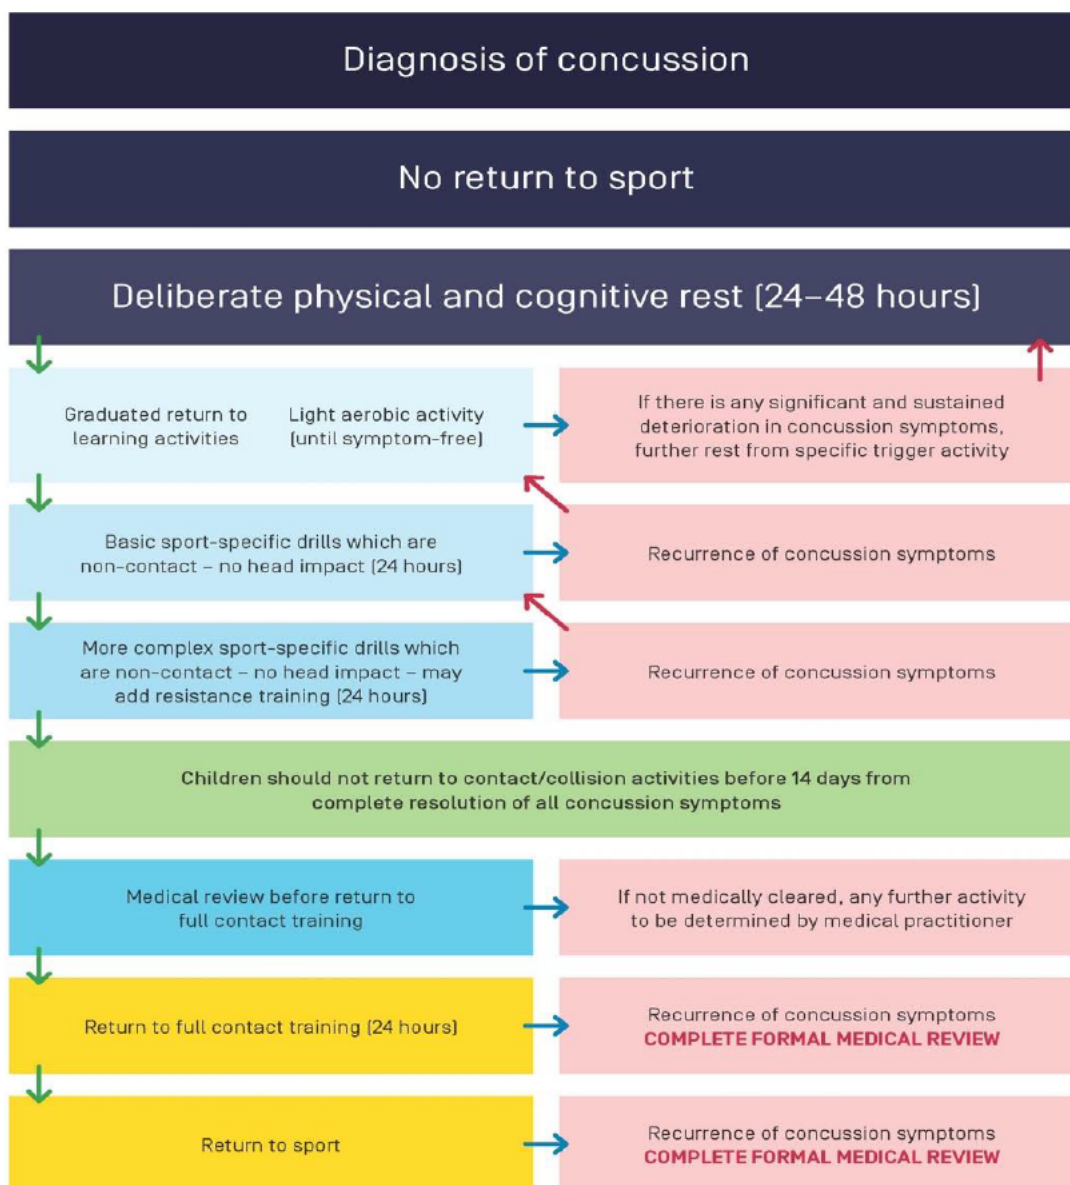 Diagnosis of concussion
No return to sport
Deliberate physical and cognitive rest (24–48 hours)
Graduated return to
learning activities
Light aerobic activity
(until symptom-free)
If there is any significant and sustained
deterioration in concussion symptoms,
further rest from specific trigger activity
Basic sport-specific drills which are
non-contact – no head impact (24 hours)
Recurrence of concussion symptoms
More complex sport-specific drills which
are non-contact – no head impact – may
add resistance training (24 hours)
Recurrence of concussion symptoms
Children should not return to contact/collision activities before 14 days from
complete resolution of all concussion symptoms
Medical review before return to
full contact training
If not medically cleared, any further activity
to be determined by medical practitioner
Return to full contact training (24 hours)
Recurrence of concussion symptoms
COMPLETE FORMAL MEDICAL REVIEW
Return to sport
Recurrence of concussion symptoms
COMPLETE FORMAL MEDICAL REVIEW